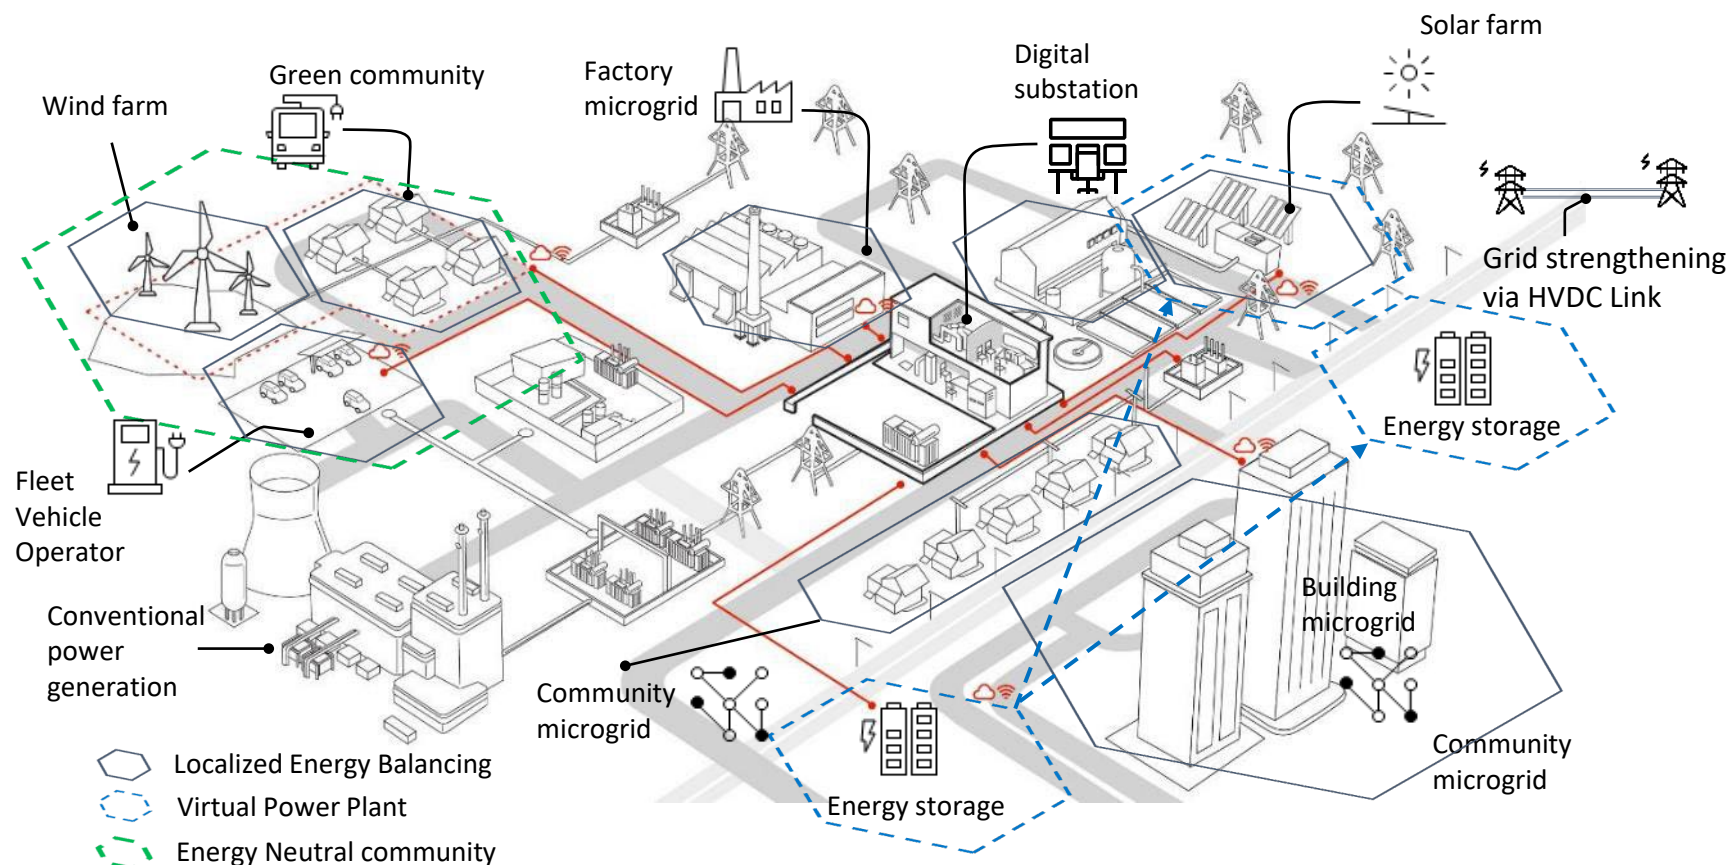 Solar farm
Digital
substation
Factory
microgrid
Green community
Wind farm
Grid strengthening
via HVDC Link
Energy storage
Fleet
Vehicle
Operator
Building
microgrid
Conventional
power
generation
Community
microgrid
Community
microgrid
Energy storage
Localized Energy Balancing
Virtual Power Plant
Energy Neutral community